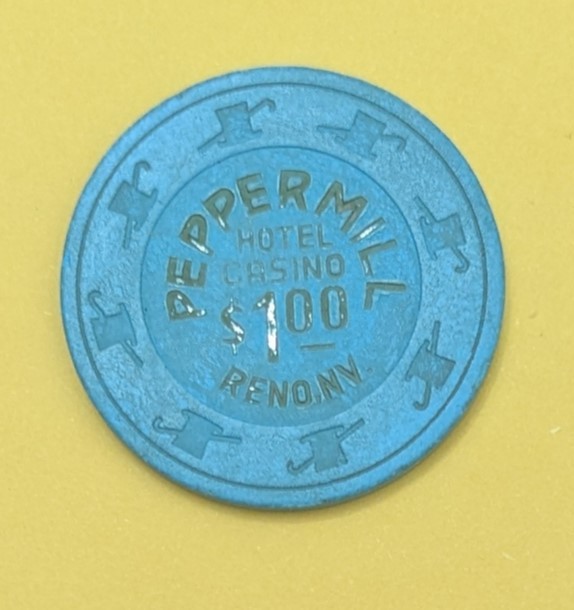 PEPPERMILL
HOTEL
CASINO
$1.00
RENO, NV.